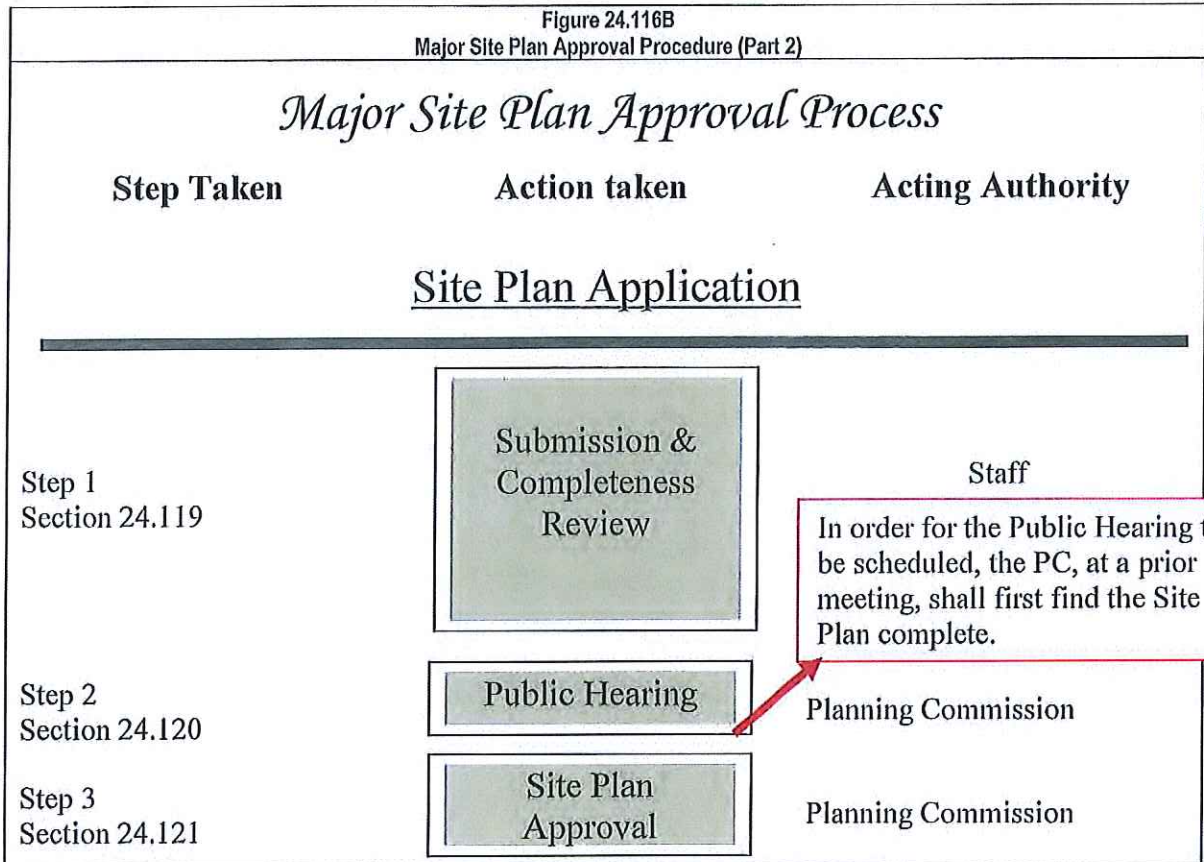 Figure 24.116B
Major Site Plan Approval Procedure (Part 2)
Major Site Plan Approval Process
Step Taken Action taken Acting Authority
Site Plan Application
Step 1
Section 24.119
Submission &
Completeness
Review
Staff
In order for the Public Hearing t
be scheduled, the PC, at a prior
meeting, shall first find the Site
Plan complete.
Step 2
Section 24.120
Public Hearing
Planning Commission
Step 3
Section 24.121
Site Plan
Approval
Planning Commission